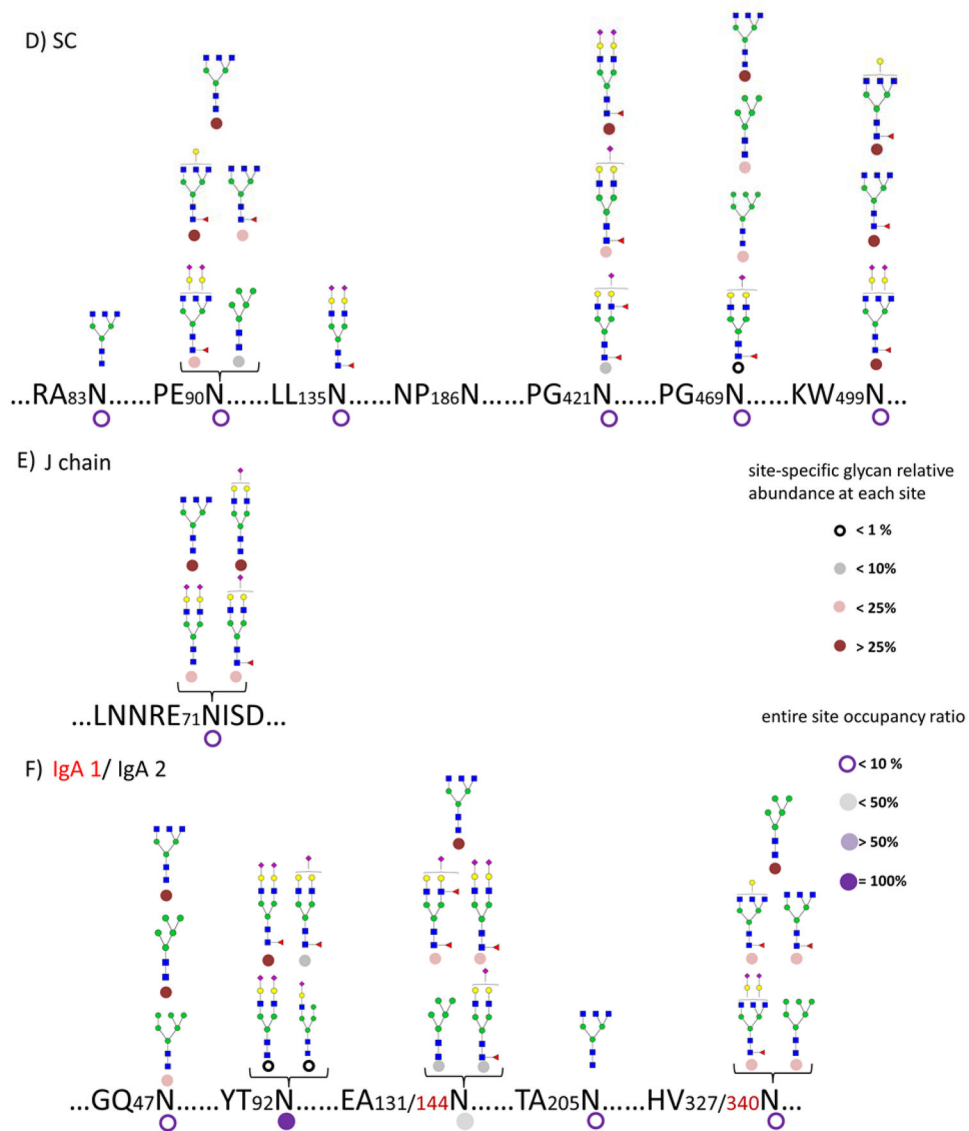 D) SC
...RA83N......PE90N......LL135N......NP186N......PG421N......PG469N......KW499N...
E) J chain
site-specific glycan relative
abundance at each site
< 1 %
< 10%
< 25%
> 25%
...LNNRE71NISD...
entire site occupancy ratio
F) IgA 1/ IgA 2
< 10 %
< 50%
> 50%
= 100%
...GQ47N......YT92N......EA131/144N......TA205N......HV327/340N...